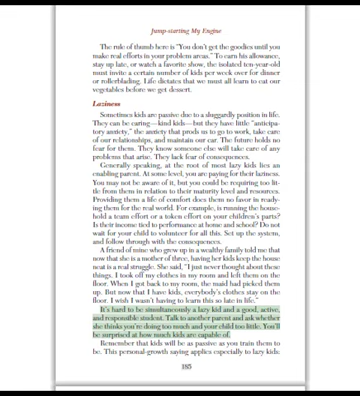 Jump-starting My Engine
The rule of thumb here is "You don't get the goodies until you
make real efforts in your problem areas." To earn his allowance,
stay up late, or watch a favorite show, the isolated ten-year-old
must invite a certain number of kids per week over for dinner
or rollerblading. Life dictates that we must all learn to eat our
vegetables before we get dessert.
Laziness
Sometimes kids are passive due to a sluggardly position in life.
They can be caring—kind kids—but they have little "anticipa-
tory anxiety," the anxiety that prods us to go to work, take care
of our relationships, and maintain our car. The future holds no
fear for them. They know someone else will take care of any
problems that arise. They lack fear of consequences.
Generally speaking, at the root of most lazy kids lies an
enabling parent. At some level, you are paying for their laziness.
You may not be aware of it, but you could be requiring too lit-
tle from them in relation to their maturity level and resources.
Providing them a life of comfort does them no favor in ready-
ing them for the real world. For example, is running the house-
hold a team effort or a token effort on your children's parts?
Is their income tied to performance at home and school? Do not
wait for your child to volunteer for all this. Set up the system,
and follow through with the consequences.
A friend of mine who grew up in a wealthy family told me that
now that she is a mother of three, having her kids keep the house
neat is a real struggle. She said, "I just never thought about these
things. I took off my clothes in my room and left them on the
floor. When I got back to my room, the maid had picked them
up. But now that I have kids, everybody's clothes stay on the
floor. I wish I wasn't having to learn this so late in life."
It's hard to be simultaneously a lazy kid and a good, active,
and responsible student. Talk to another parent and ask whether
she thinks you're doing too much and your child too little. You'll
be surprised at how much kids are capable of.
Remember that kids will be as passive as you train them to
be. This personal-growth saying applies especially to lazy kids:
185